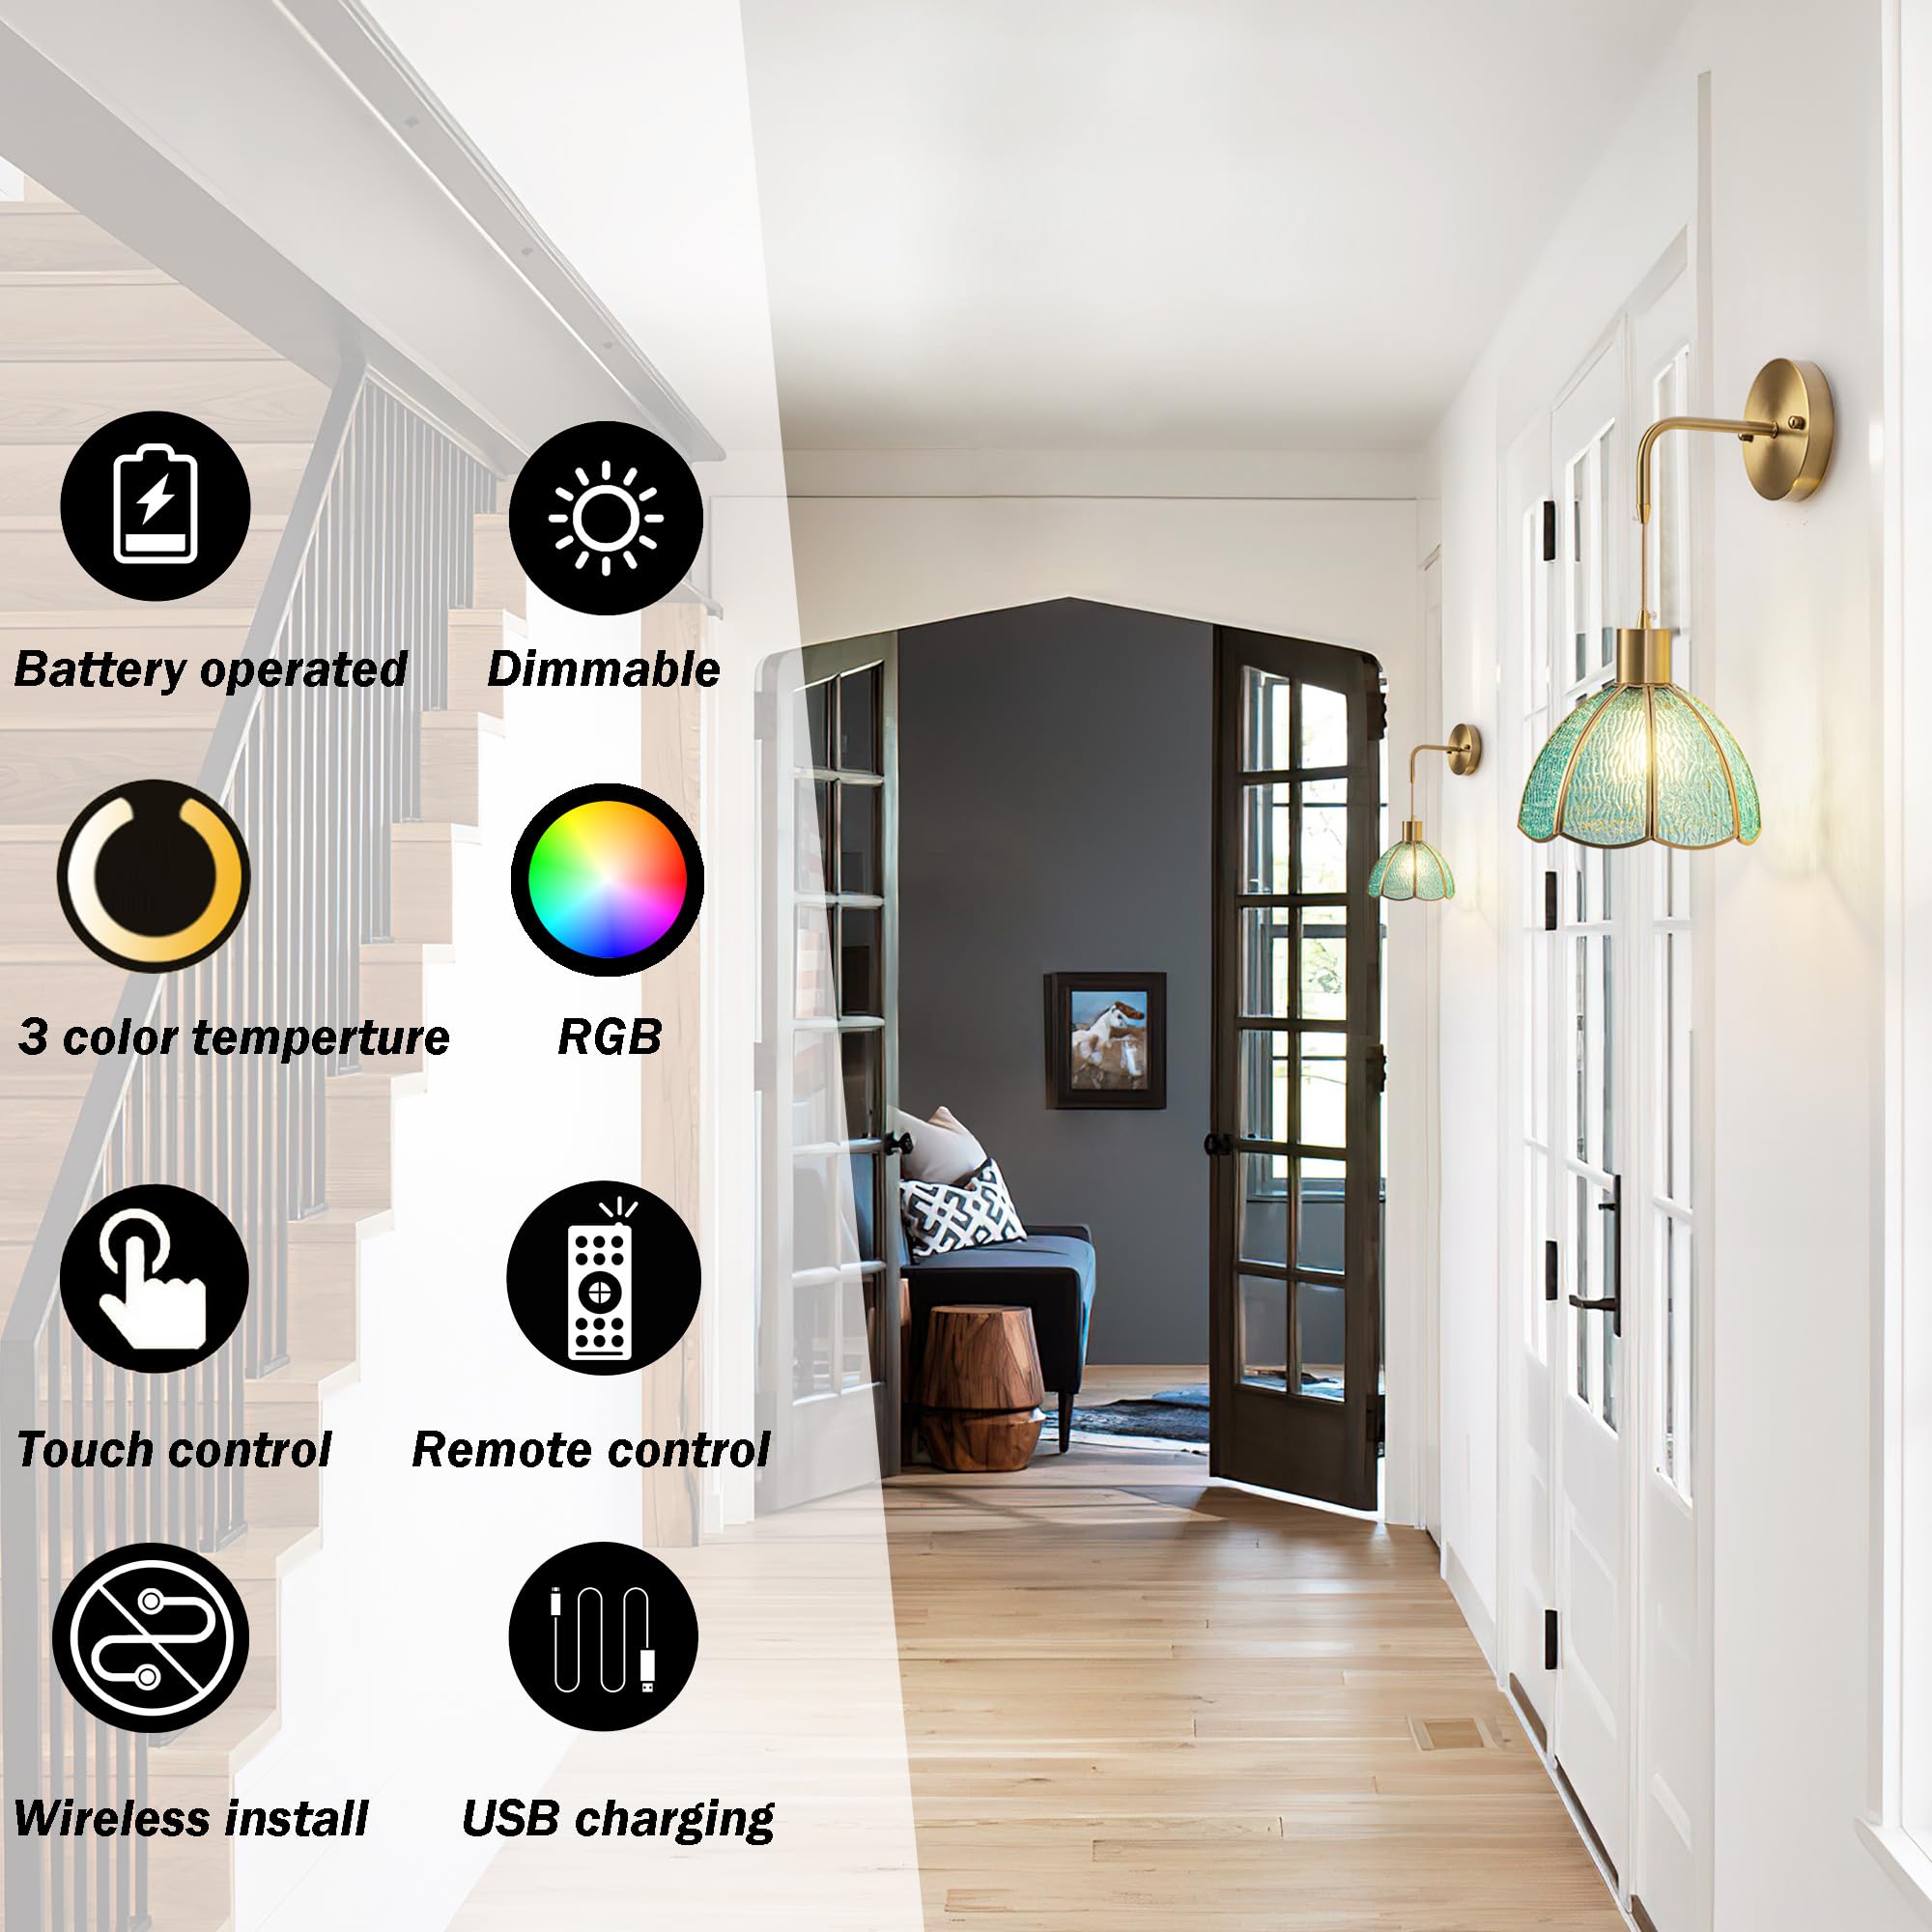 Battery operated
Dimmable
3 color temperture
RGB
Touch control
Remote control
Wireless install
USB charging